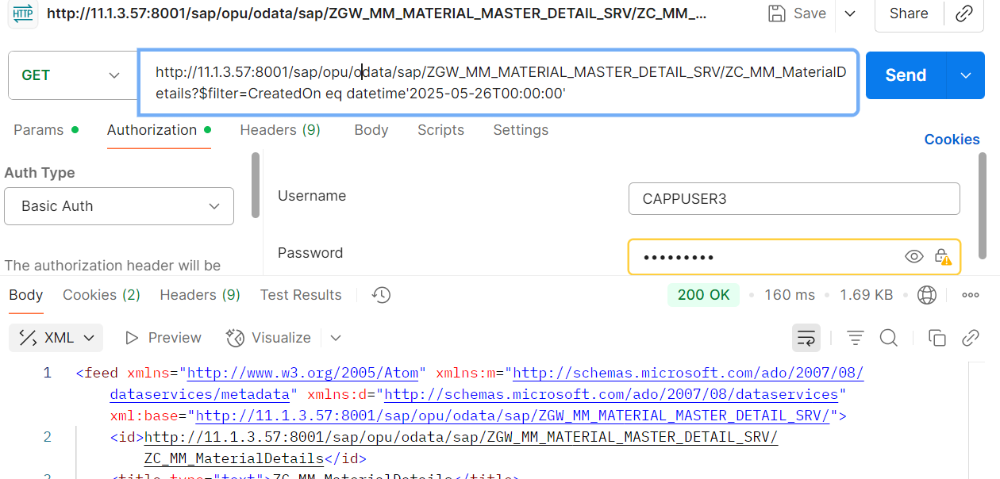 HTTP http://11.1.3.57:8001/sap/opu/odata/sap/ZGW_MM_MATERIAL_MASTER_DETAIL_SRV/ZC_MM_... Save Share
GET http://11.1.3.57:8001/sap/opu/odata/sap/ZGW_MM_MATERIAL_MASTER_DETAIL_SRV/ZC_MM_MaterialD
etails?$filter=CreatedOn eq datetime'2025-05-26T00:00:00' Send
Params Authorization Headers (9) Body Scripts Settings
Cookies
Auth Type
Basic Auth
Username CAPPUSER3
Password •••••••••
The authorization header will be
Body Cookies (2) Headers (9) Test Results 200 OK • 160 ms • 1.69 KB •
XML Preview Visualize
1 <feed xmlns="http://www.w3.org/2005/Atom" xmlns:m="http://schemas.microsoft.com/ado/2007/08/
dataservices/metadata" xmlns:d="http://schemas.microsoft.com/ado/2007/08/dataservices"
xml:base="http://11.1.3.57:8001/sap/opu/odata/sap/ZGW_MM_MATERIAL_MASTER_DETAIL_SRV/">
2 <id>http://11.1.3.57:8001/sap/opu/odata/sap/ZGW_MM_MATERIAL_MASTER_DETAIL_SRV/
ZC_MM_MaterialDetails</id>
3 <title type="text">ZC_MM_MaterialDetails</title>